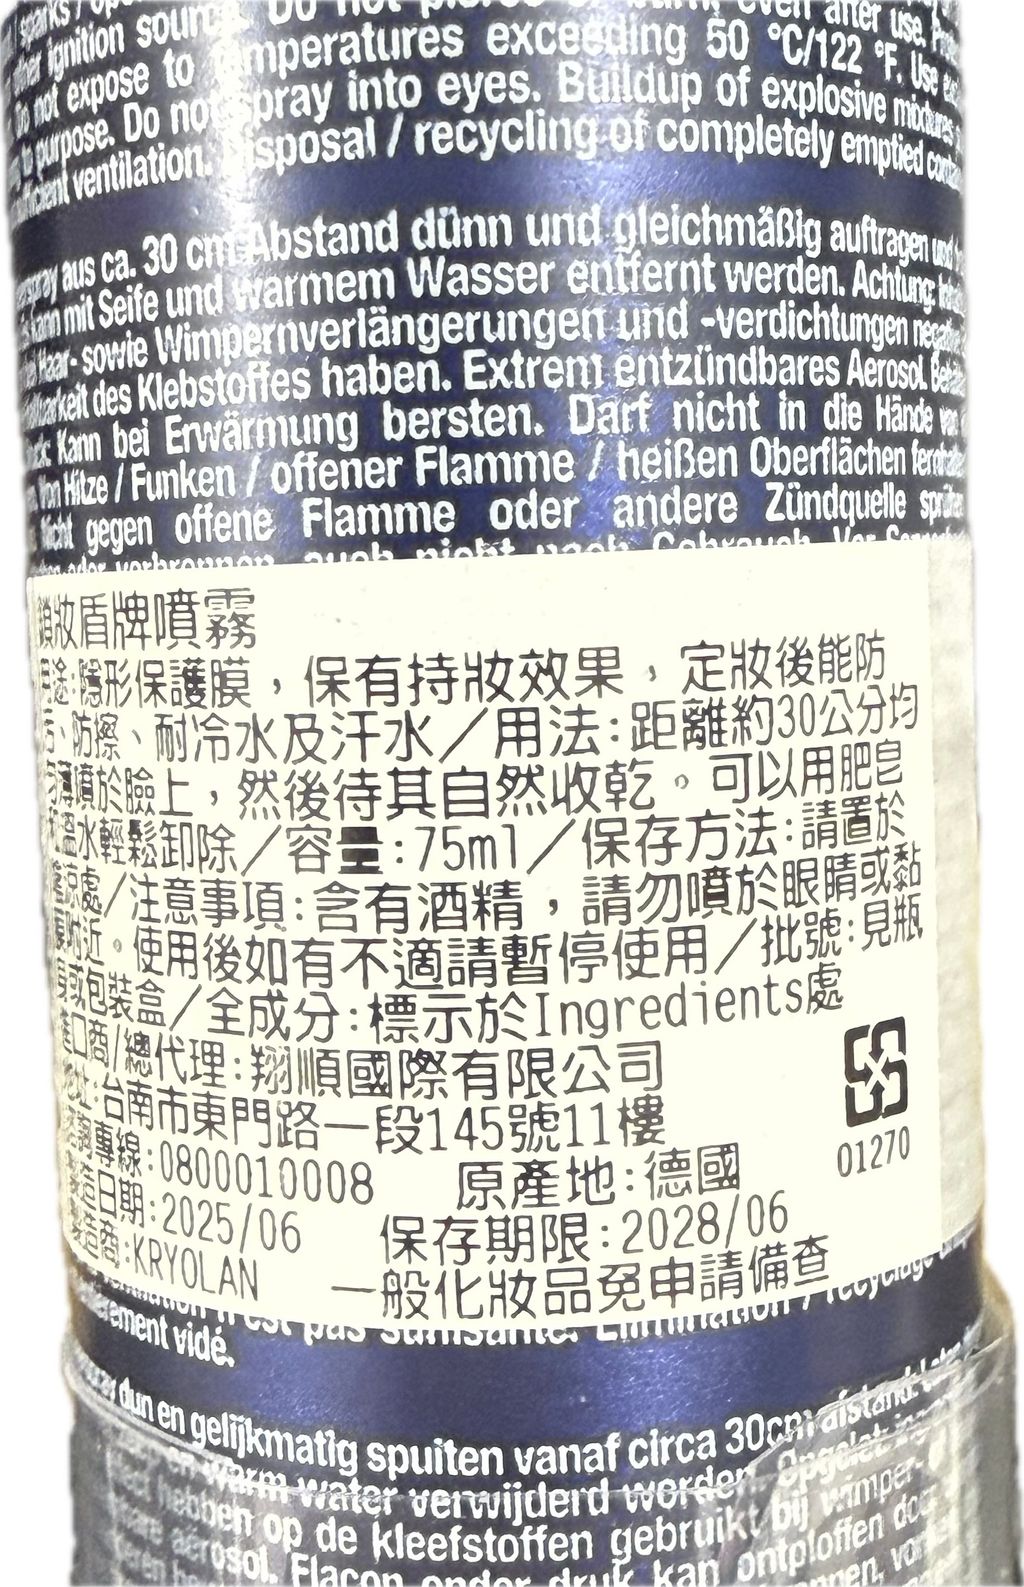 ignition source. Do not pierce even after use.
not expose to temperatures exceeding 50 °C/122 °F. Use
purpose. Do not spray into eyes. Buildup of explosive mixtures
ventilation. Disposal / recycling of completely emptied
aus ca. 30 cm Abstand dünn und gleichmäßig auftragen und
mit Seife und warmem Wasser entfernt werden. Achtung:
Haar- sowie Wimpernverlängerungen und -verdichtungen
des Klebstoffes haben. Extrem entzündbares Aerosol.
Kann bei Erwärmung bersten. Darf nicht in die Hände
Von Hitze / Funken / offener Flamme / heißen Oberflächen
Nicht gegen offene Flamme oder andere Zündquelle
auch nicht nach Gebrauch. Vor
鎖妝盾牌噴霧
用途:隱形保護膜，保有持妝效果，定妝後能防
、防擦、耐冷水及汗水／用法:距離約30公分均
噴於臉上，然後待其自然收乾。可以用肥皂
和溫水輕鬆卸除／容量:75ml／保存方法:請置於
處／注意事項:含有酒精，請勿噴於眼睛或黏
附近。使用後如有不適請暫停使用／批號:見瓶
或包裝盒／全成分:標示於Ingredients處
進口商/總代理:翔順國際有限公司
地址:台南市東門路一段145號11樓
專線:0800010008 原產地:德國
01270
製造日期:2025/06 保存期限:2028/06
製造商:KRYOLAN 一般化妝品免申請備查
n'est pas suffisante. Élimination / recyclage
vidé.
dun en gelijkmatig spuiten vanaf circa 30cm afstand.
warm water verwijderd worden. Opgelet:
hebben op de kleefstoffen gebruikt bij wimper-
aerosol. Flacon onder druk kan ontploffen door